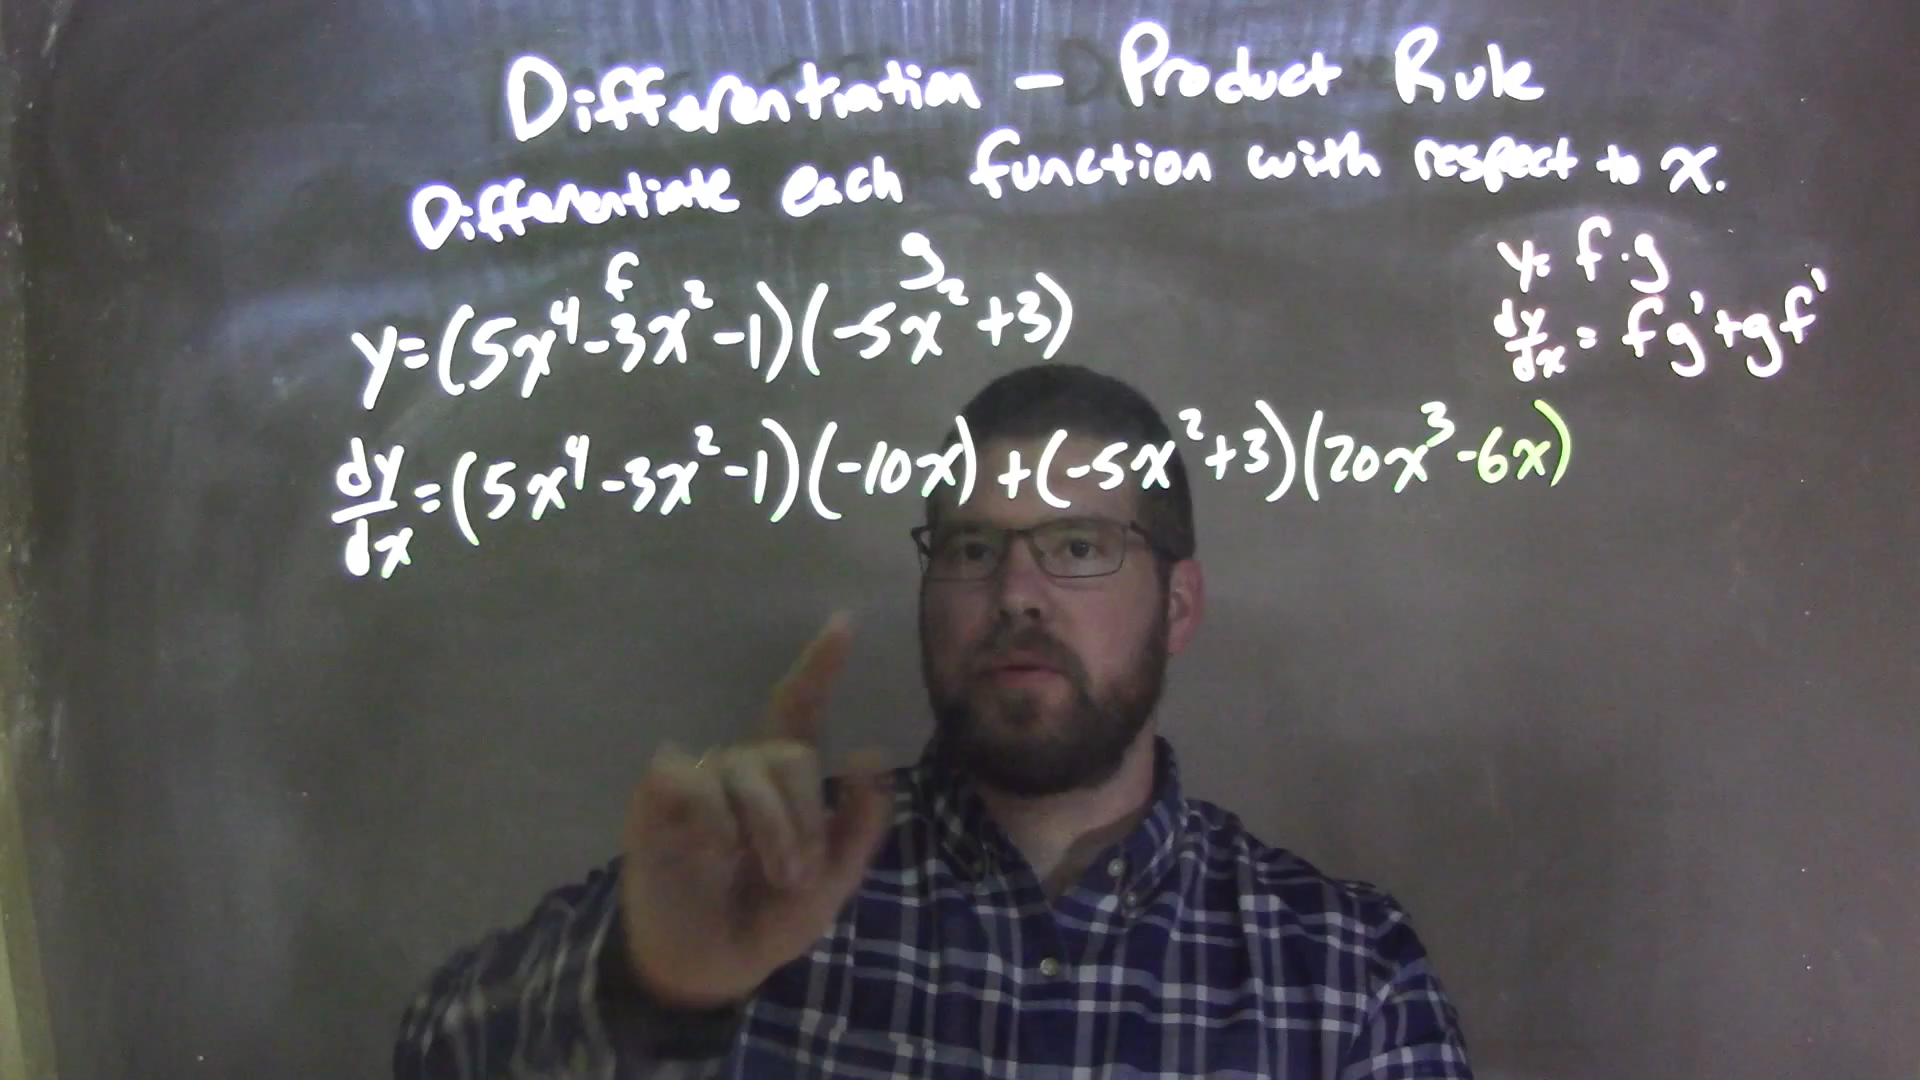 Differentiation - Product Rule
Differentiate each function with respect to x.
f g
y=(5x⁴-3x²-1)(-5x²+3)
y= f·g
dy/dx = fg'+gf'
dy/dx=(5x⁴-3x²-1)(-10x)+(-5x²+3)(20x³-6x)